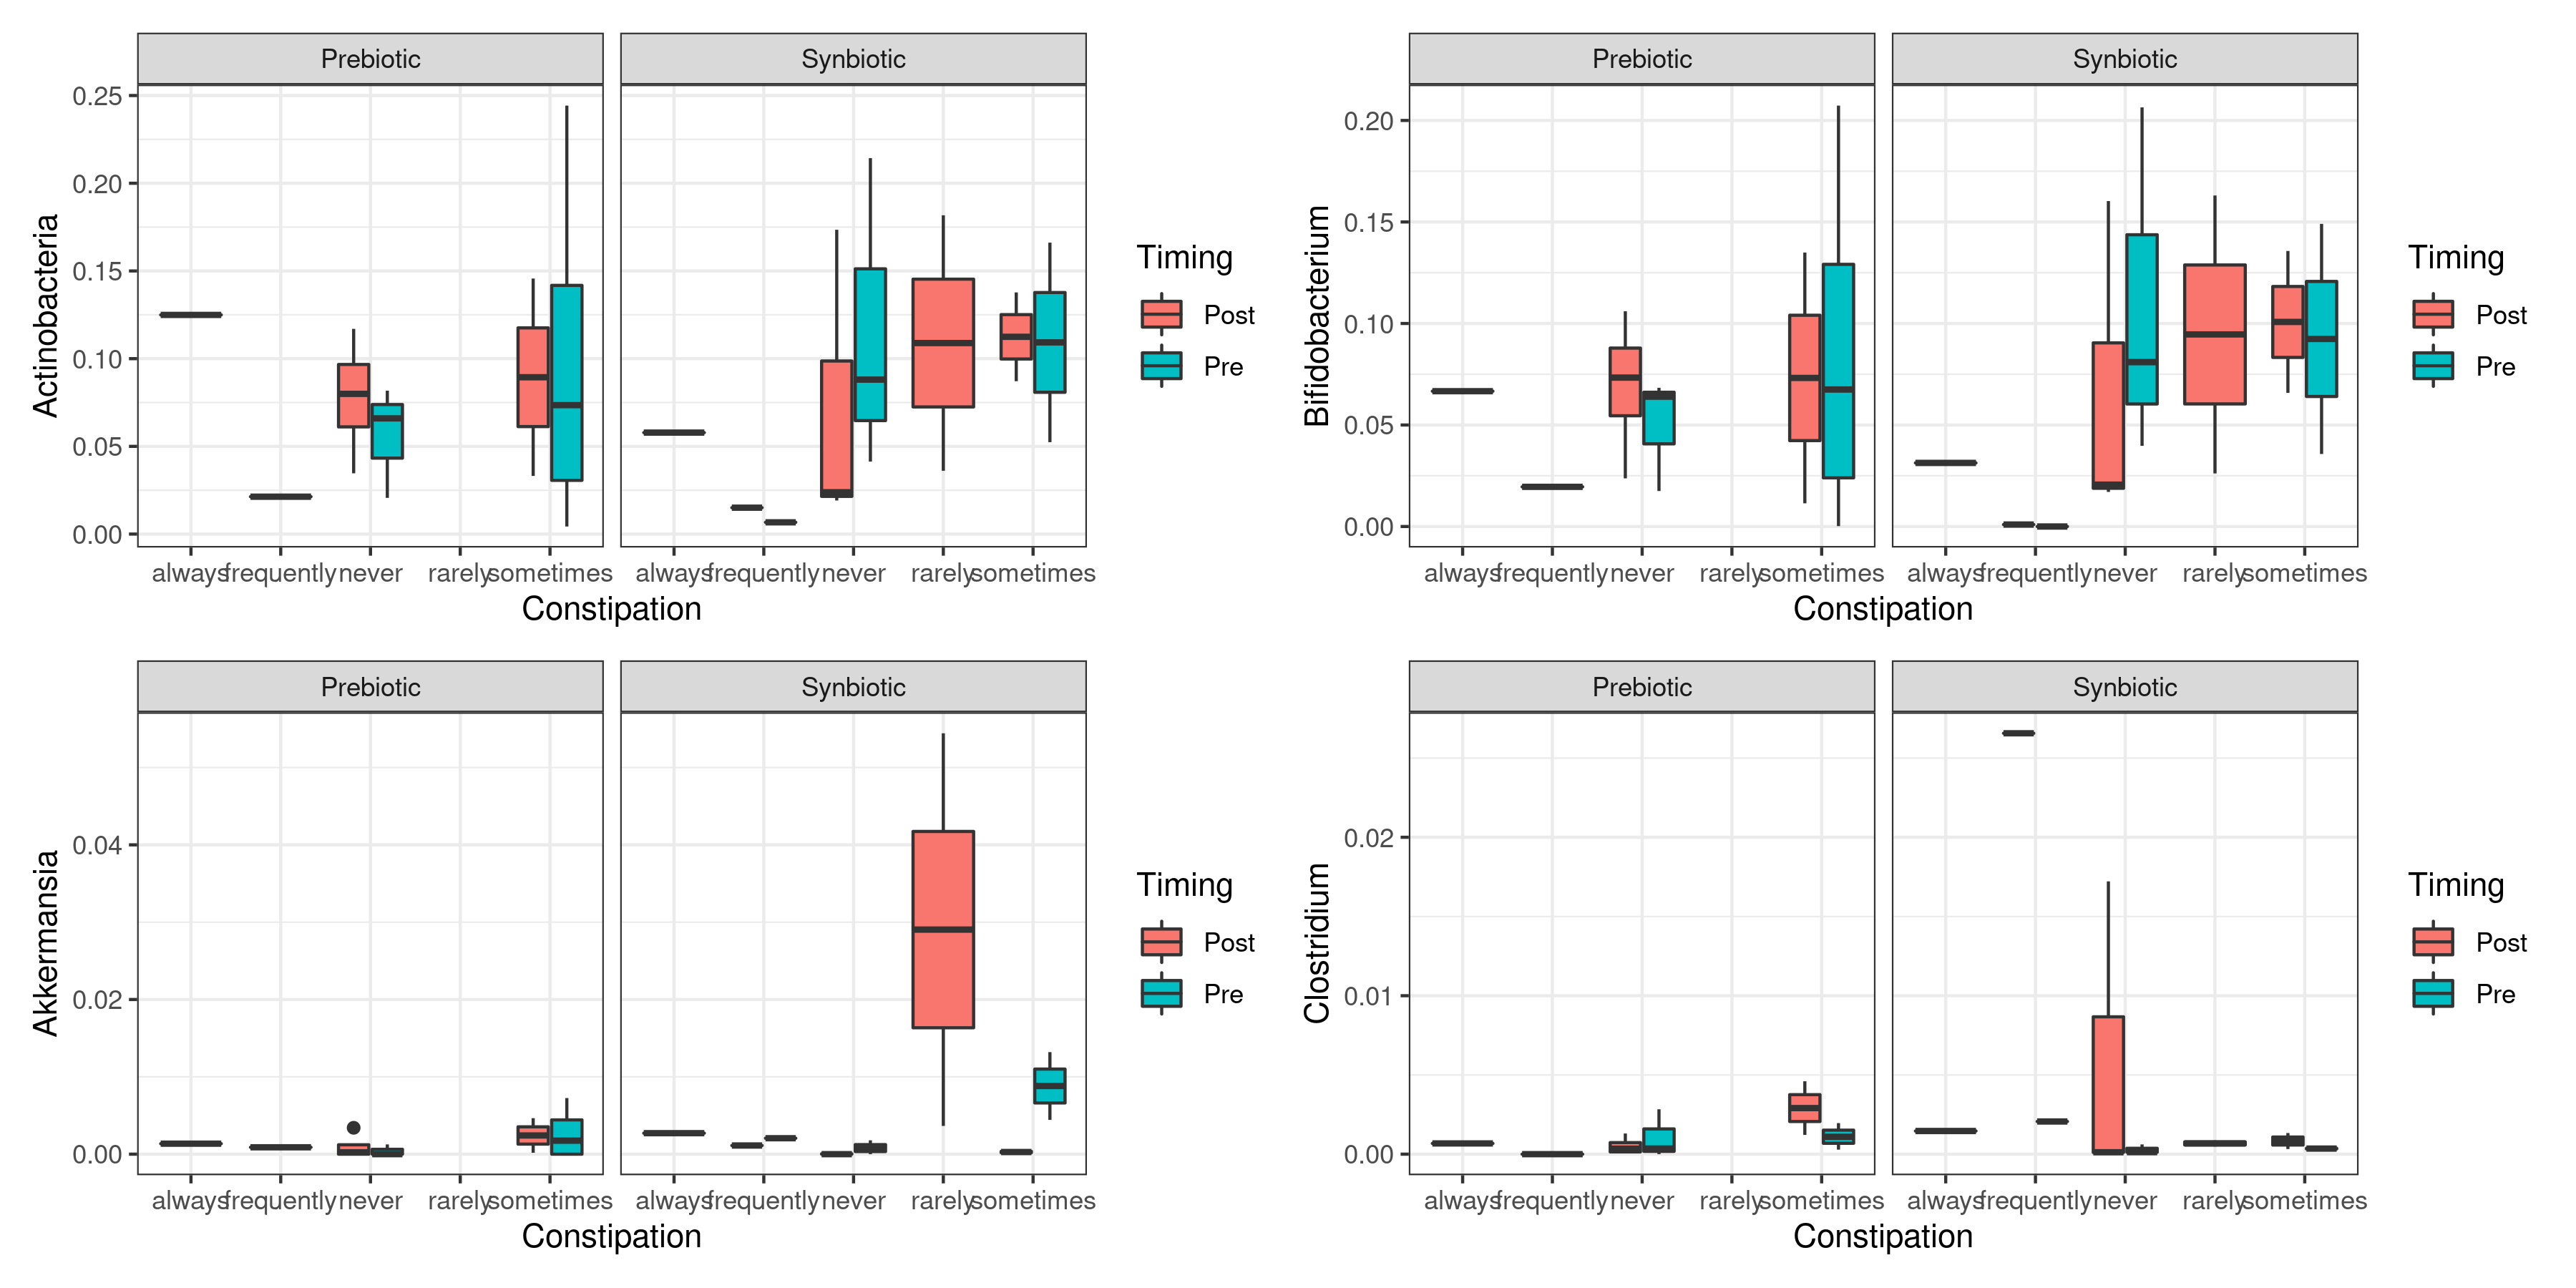 Prebiotic Synbiotic
Actinobacteria
0.25
0.20
0.15
0.10
0.05
0.00
always frequently never rarely sometimes always frequently never rarely sometimes
Constipation
Timing
Post
Pre
Prebiotic Synbiotic
Bifidobacterium
0.20
0.15
0.10
0.05
0.00
always frequently never rarely sometimes always frequently never rarely sometimes
Constipation
Timing
Post
Pre
Prebiotic Synbiotic
Akkermansia
0.04
0.02
0.00
always frequently never rarely sometimes always frequently never rarely sometimes
Constipation
Timing
Post
Pre
Prebiotic Synbiotic
Clostridium
0.02
0.01
0.00
always frequently never rarely sometimes always frequently never rarely sometimes
Constipation
Timing
Post
Pre